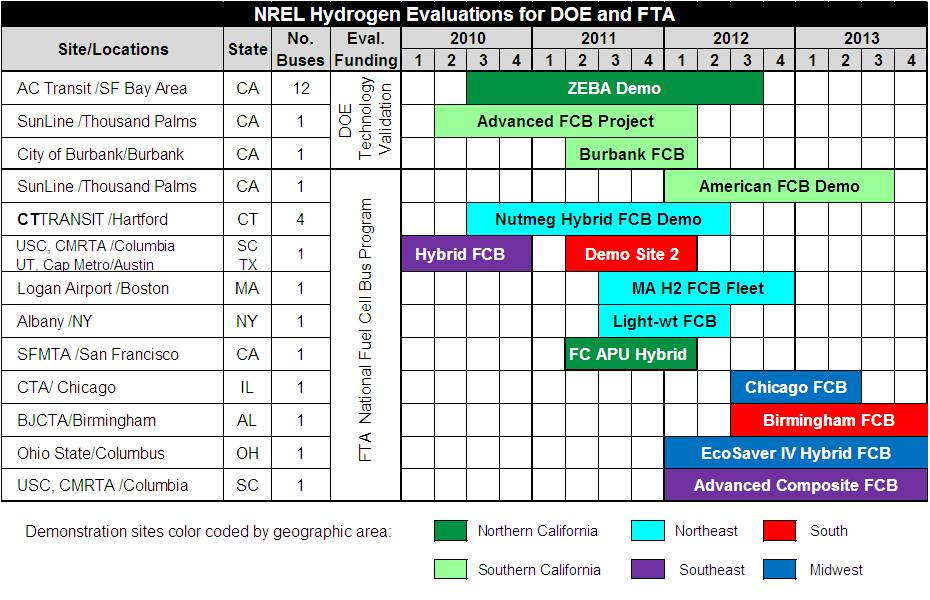 NREL Hydrogen Evaluations for DOE and FTA
Site/Locations State No. Buses Eval. Funding 2010 2011 2012 2013
1 2 3 4 1 2 3 4 1 2 3 4 1 2 3 4
DOE Technology Validation
AC Transit /SF Bay Area CA 12 ZEBA Demo
SunLine /Thousand Palms CA 1 Advanced FCB Project
City of Burbank/Burbank CA 1 Burbank FCB
FTA National Fuel Cell Bus Program
SunLine /Thousand Palms CA 1 American FCB Demo
CTTRANSIT /Hartford CT 4 Nutmeg Hybrid FCB Demo
USC, CMRTA /Columbia SC 1 Hybrid FCB Demo Site 2
UT, Cap Metro/Austin TX
Logan Airport /Boston MA 1 MA H2 FCB Fleet
Albany /NY NY 1 Light-wt FCB
SFMTA /San Francisco CA 1 FC APU Hybrid
CTA/ Chicago IL 1 Chicago FCB
BJCTA/Birmingham AL 1 Birmingham FCB
Ohio State/Columbus OH 1 EcoSaver IV Hybrid FCB
USC, CMRTA /Columbia SC 1 Advanced Composite FCB
Demonstration sites color coded by geographic area: Northern California Northeast South
Southern California Southeast Midwest